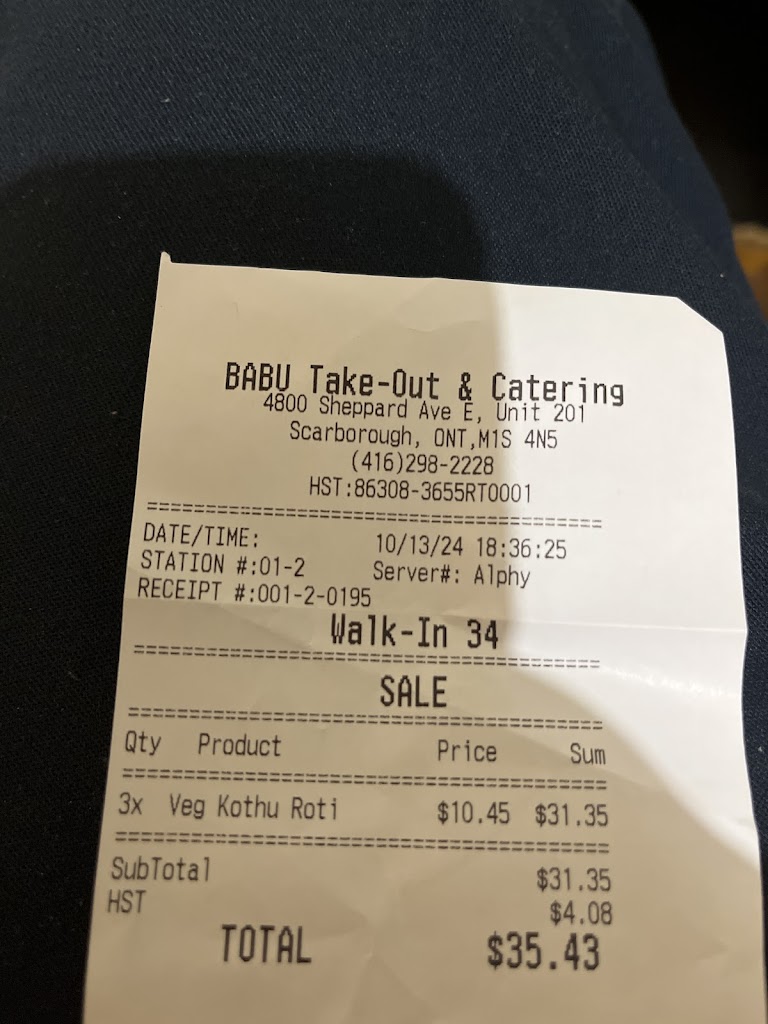 BABU Take-Out & Catering
4800 Sheppard Ave E, Unit 201
Scarborough, ONT,M1S 4N5
(416)298-2228
HST:86308-3655RT0001
========================================
DATE/TIME: 10/13/24 18:36:25
STATION #:01-2 Server#: Alphy
RECEIPT #:001-2-0195
Walk-In 34
========================================
SALE
========================================
Qty Product Price Sum
========================================
3x Veg Kothu Roti $10.45 $31.35
========================================
SubTotal $31.35
HST $4.08
TOTAL $35.43